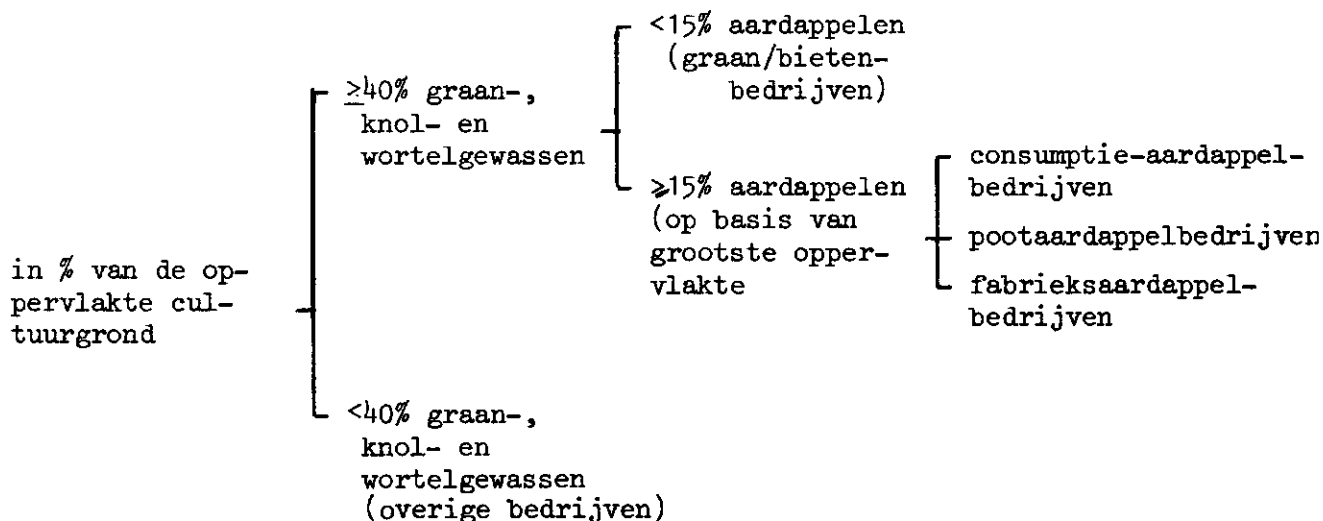 in % van de op-
pervlakte cul-
tuurgrond
≥40% graan-,
knol- en
wortelgewassen
<15% aardappelen
(graan/bieten-
bedrijven)
≥15% aardappelen
(op basis van
grootste opper-
vlakte
consumptie-aardappel-
bedrijven
pootaardappelbedrijven
fabrieksaardappel-
bedrijven
<40% graan-,
knol- en
wortelgewassen
(overige bedrijven)